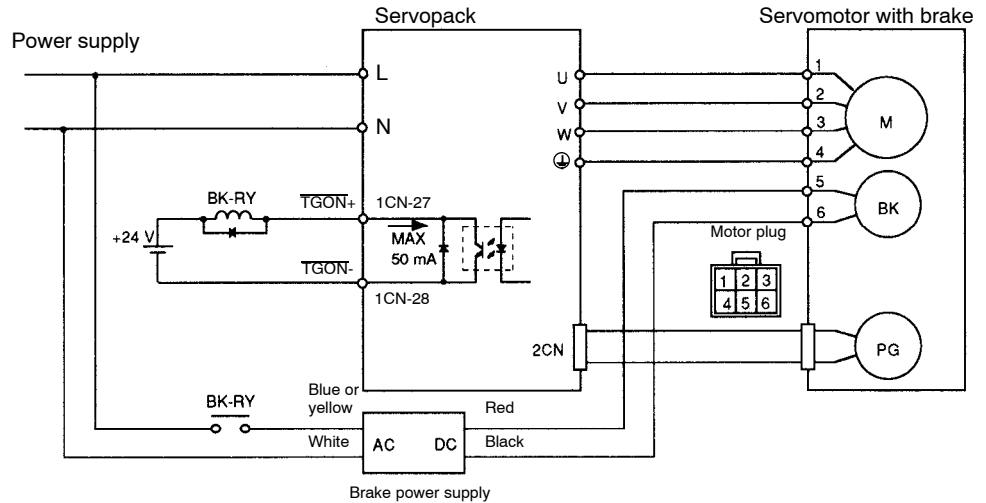 Servopack
Servomotor with brake
Power supply
L
N
U
V
W
1
2
3
4
M
BK-RY
TGON+
1CN-27
+24 V
MAX
50 mA
TGON-
1CN-28
5
6
BK
Motor plug
1 2 3
4 5 6
2CN
PG
BK-RY
Blue or
yellow
Red
White
AC
DC
Black
Brake power supply